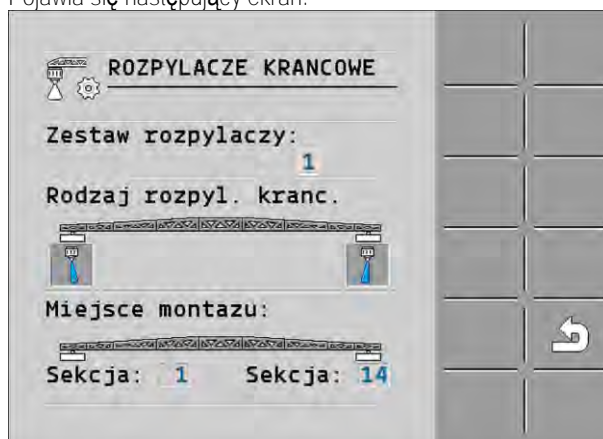 Pojawia się następujący ekran:
ROZPYLACZE KRANCOWE
Zestaw rozpylaczy:
1
Rodzaj rozpyl. kranc.
Miejsce montazu:
Sekcja: 1 Sekcja: 14